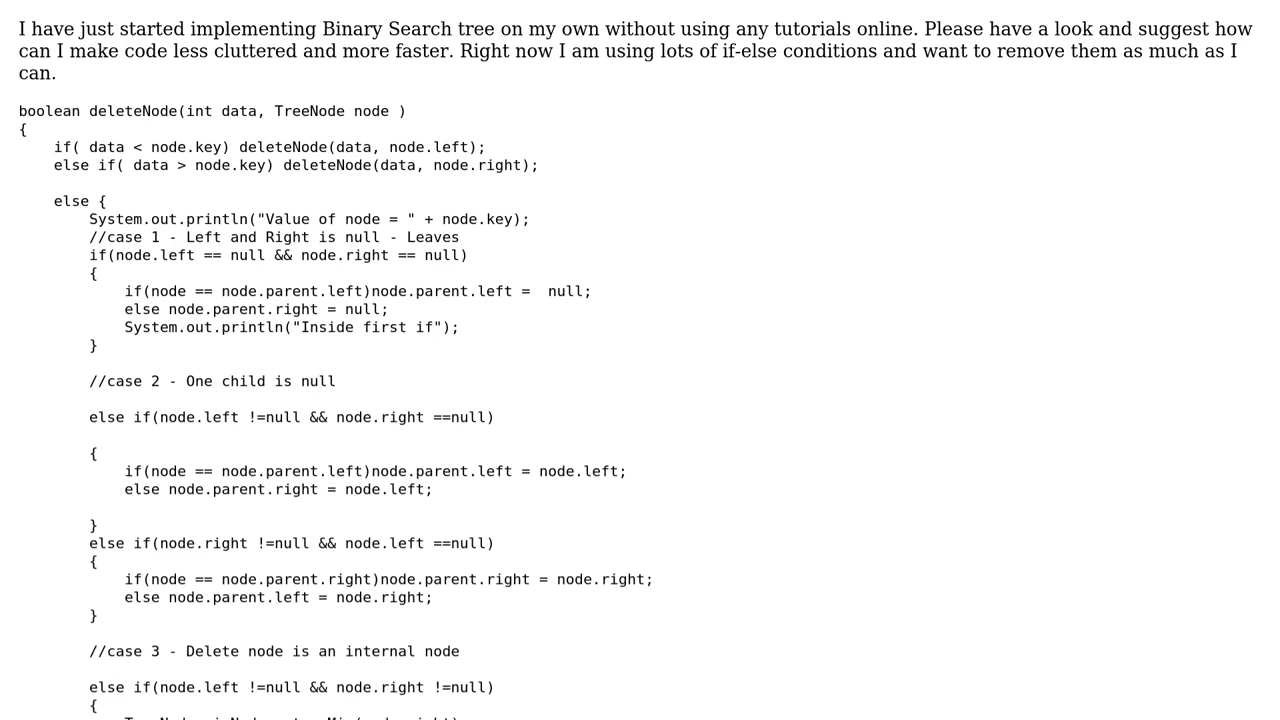 I have just started implementing Binary Search tree on my own without using any tutorials online. Please have a look and suggest how
can I make code less cluttered and more faster. Right now I am using lots of if-else conditions and want to remove them as much as I
can.
boolean deleteNode(int data, TreeNode node )
{
    if( data < node.key) deleteNode(data, node.left);
    else if( data > node.key) deleteNode(data, node.right);
    else {
        System.out.println("Value of node = " + node.key);
        //case 1 - Left and Right is null - Leaves
        if(node.left == null && node.right == null)
        {
            if(node == node.parent.left)node.parent.left =  null;
            else node.parent.right = null;
            System.out.println("Inside first if");
        }
        //case 2 - One child is null
        else if(node.left !=null && node.right ==null)
        {
            if(node == node.parent.left)node.parent.left = node.left;
            else node.parent.right = node.left;
        }
        else if(node.right !=null && node.left ==null)
        {
            if(node == node.parent.right)node.parent.right = node.right;
            else node.parent.left = node.right;
        }
        //case 3 - Delete node is an internal node
        else if(node.left !=null && node.right !=null)
        {